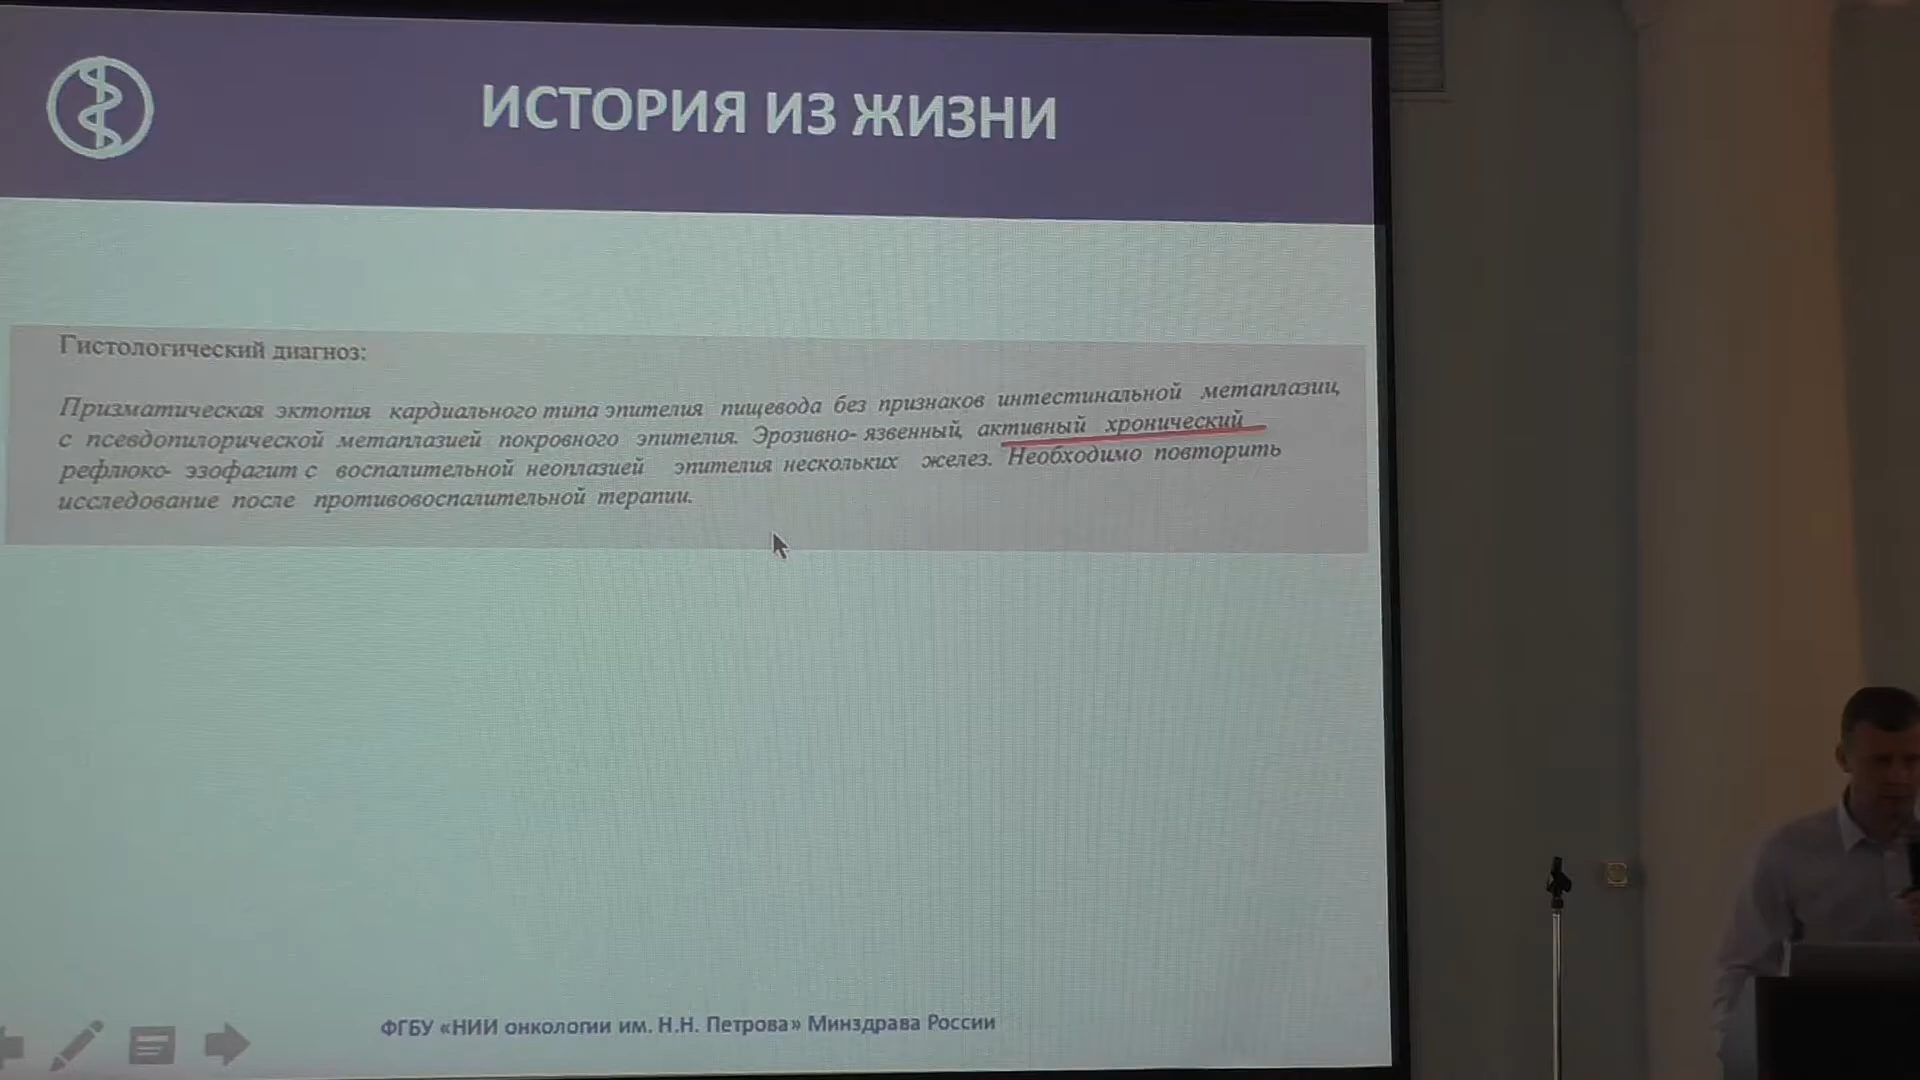 ИСТОРИЯ ИЗ ЖИЗНИ
Гистологический диагноз:
Призматическая эктопия кардиального типа эпителия пищевода без признаков интестинальной метаплазии,
с псевдопилорической метаплазией покровного эпителия. Эрозивно- язвенный, активный хронический
рефлюкс- эзофагит с воспалительной неоплазией эпителия нескольких желез. Необходимо повторить
исследование после противовоспалительной терапии.
ФГБУ «НИИ онкологии им. Н.Н. Петрова» Минздрава России